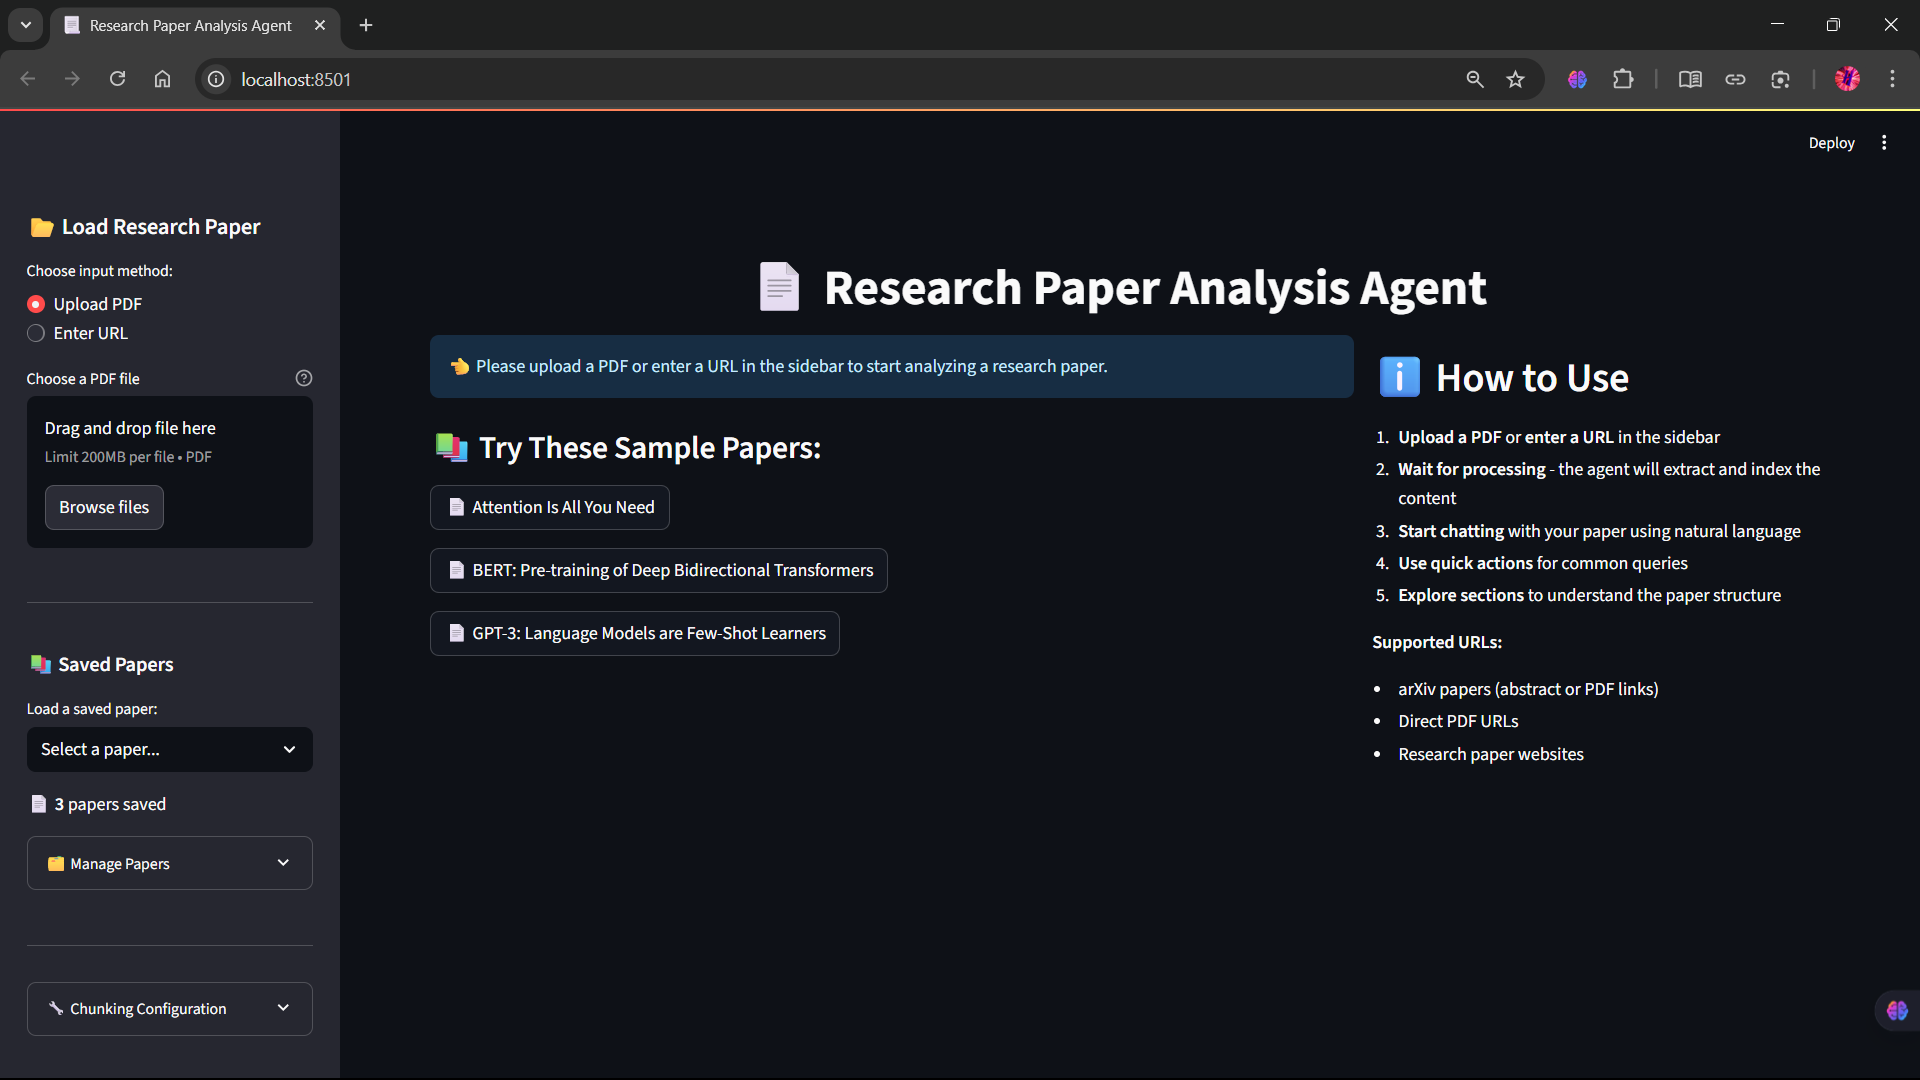 Research Paper Analysis Agent
localhost:8501
Deploy
📂 Load Research Paper
Choose input method:
Upload PDF
Enter URL
Choose a PDF file
Drag and drop file here
Limit 200MB per file • PDF
Browse files
📚 Saved Papers
Load a saved paper:
Select a paper...
📄 3 papers saved
🗂️ Manage Papers
🔧 Chunking Configuration
📄 Research Paper Analysis Agent
👈 Please upload a PDF or enter a URL in the sidebar to start analyzing a research paper.
📚 Try These Sample Papers:
📄 Attention Is All You Need
📄 BERT: Pre-training of Deep Bidirectional Transformers
📄 GPT-3: Language Models are Few-Shot Learners
ℹ️ How to Use
1. Upload a PDF or enter a URL in the sidebar
2. Wait for processing - the agent will extract and index the
content
3. Start chatting with your paper using natural language
4. Use quick actions for common queries
5. Explore sections to understand the paper structure
Supported URLs:
• arXiv papers (abstract or PDF links)
• Direct PDF URLs
• Research paper websites